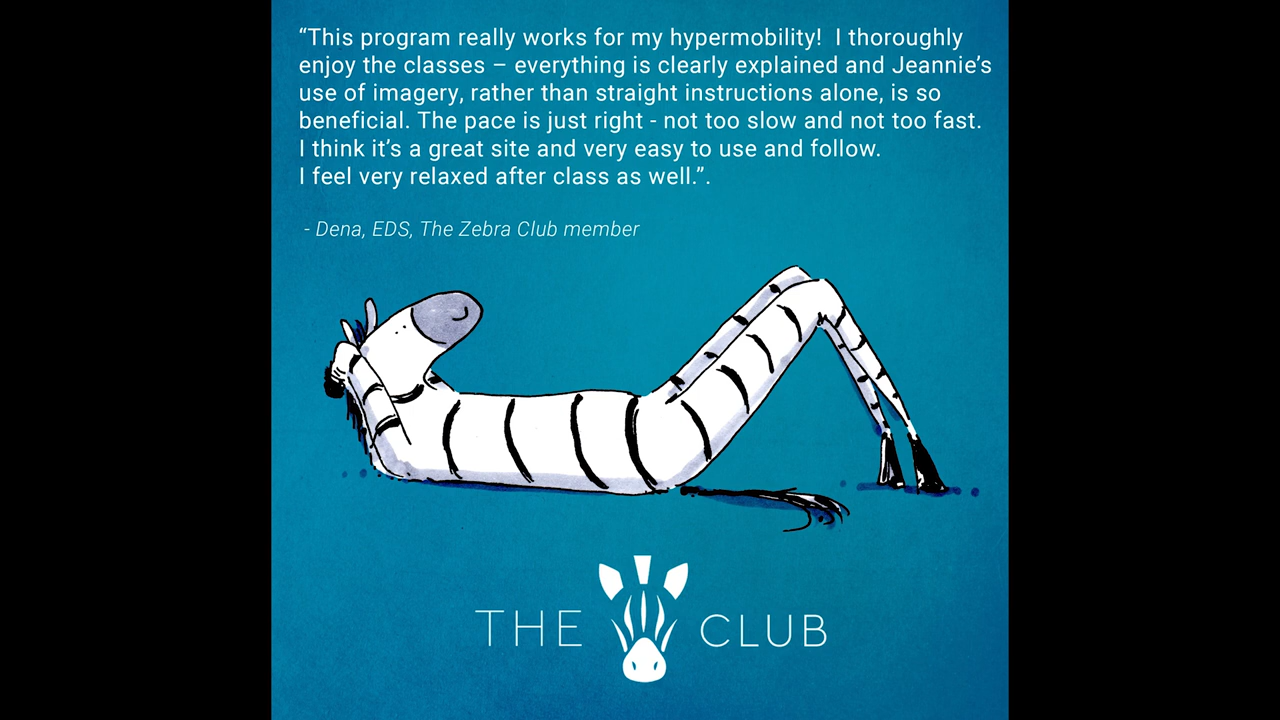 “This program really works for my hypermobility!  I thoroughly
enjoy the classes – everything is clearly explained and Jeannie’s
use of imagery, rather than straight instructions alone, is so
beneficial. The pace is just right - not too slow and not too fast.
I think it’s a great site and very easy to use and follow.
I feel very relaxed after class as well.”.
- Dena, EDS, The Zebra Club member
THE CLUB